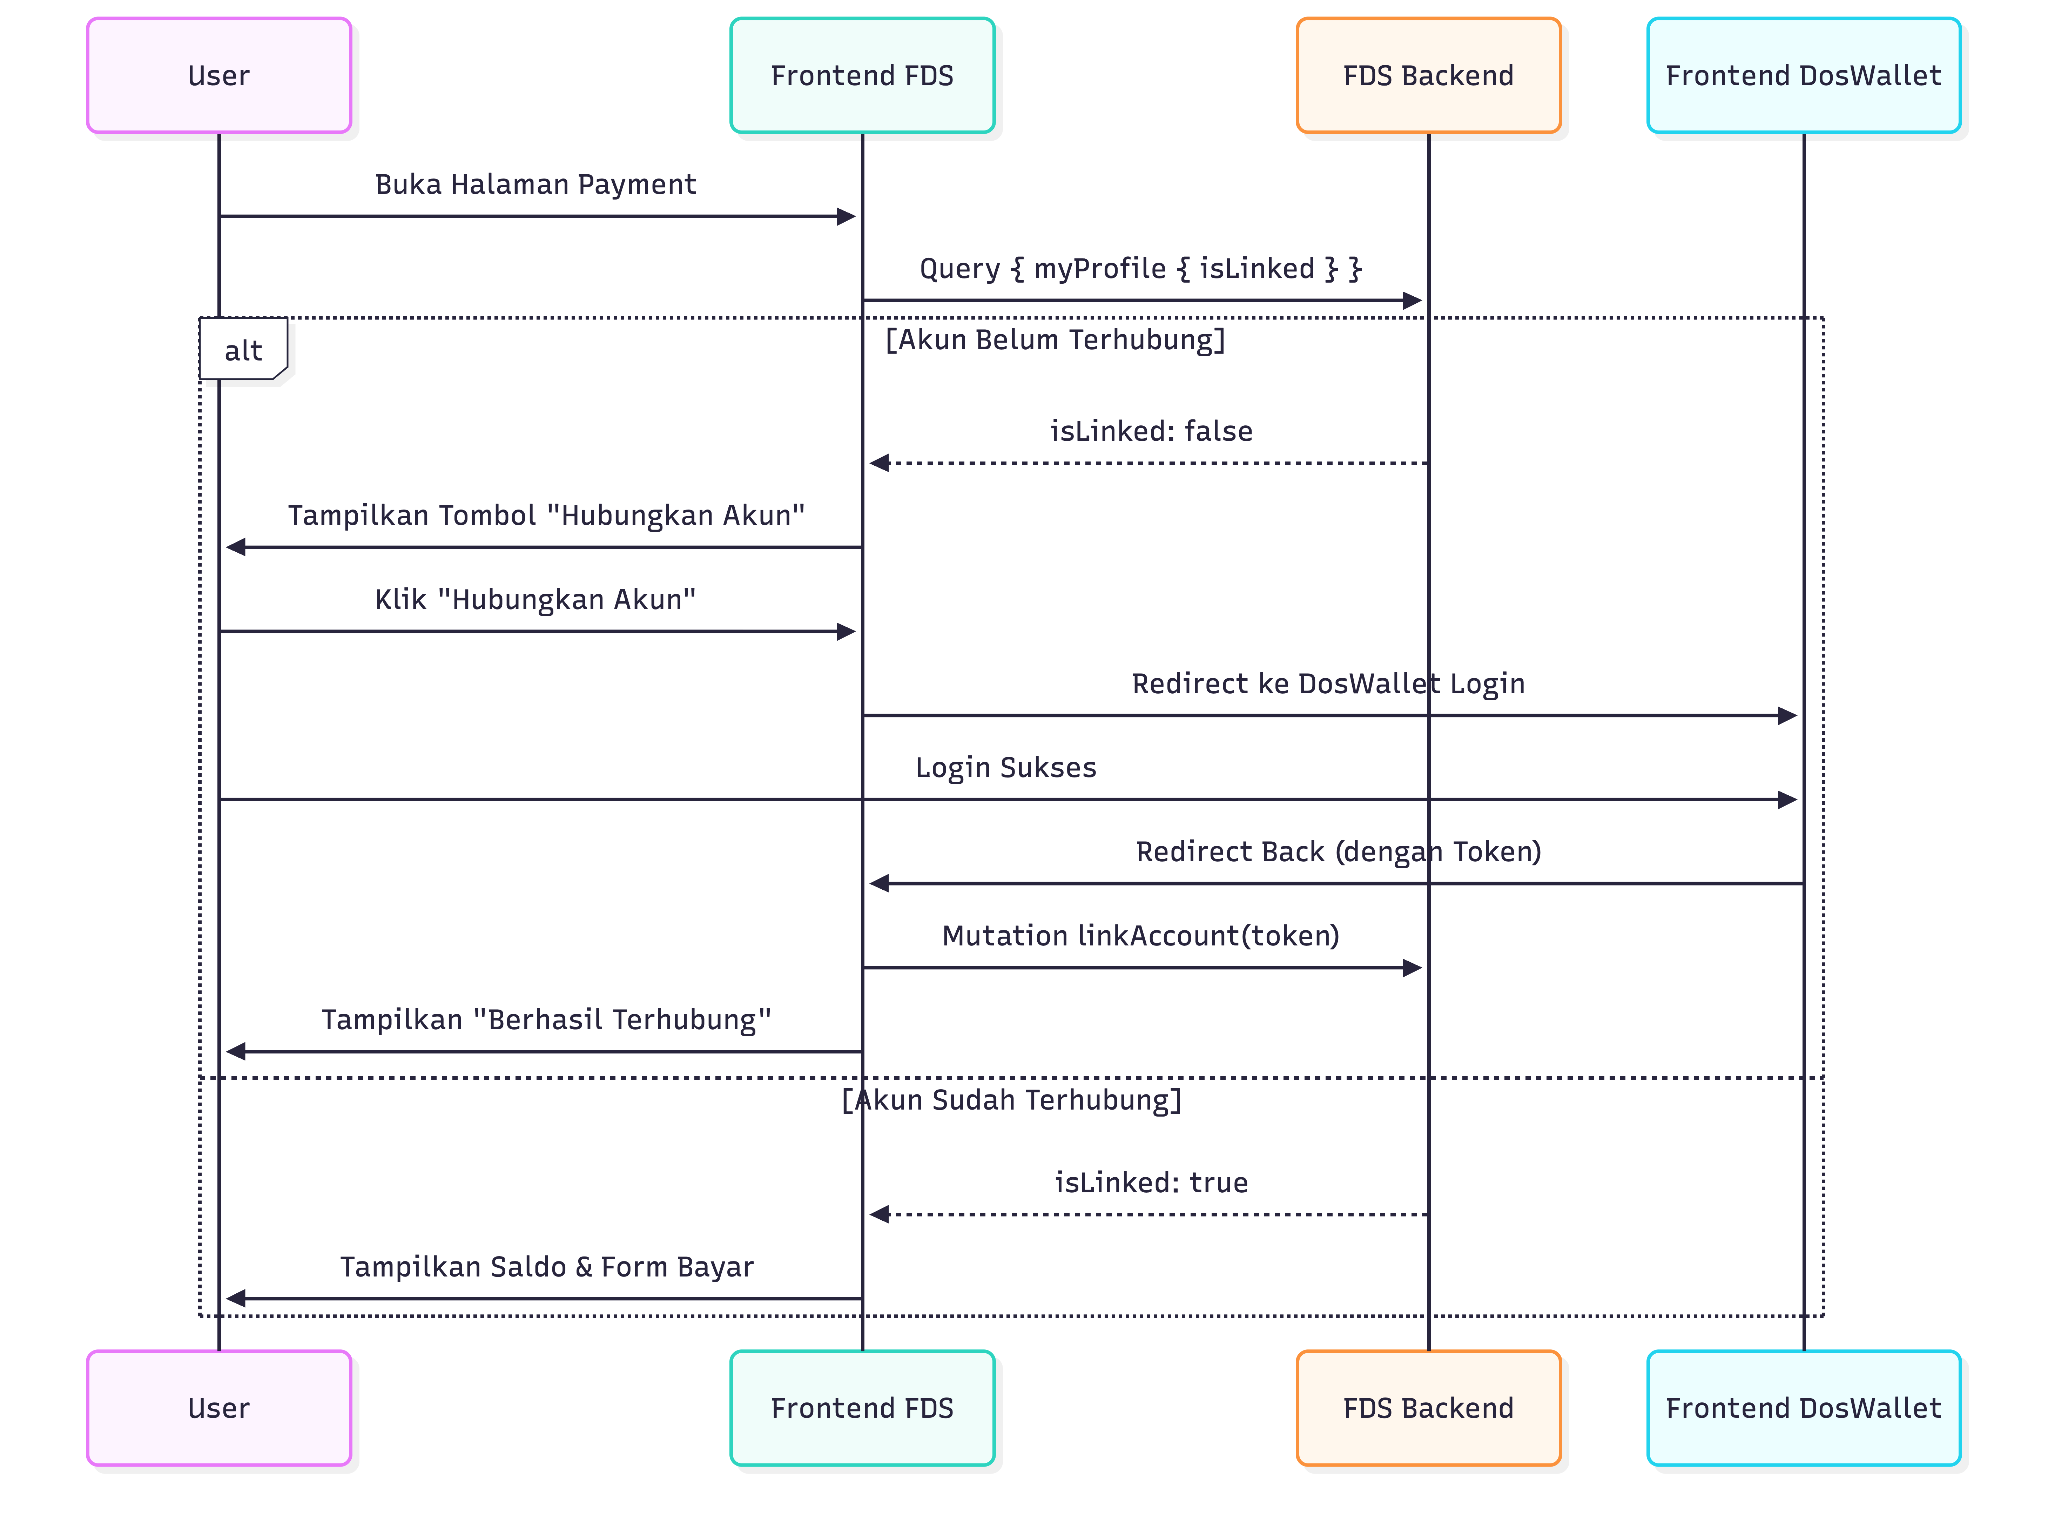 User
Frontend FDS
FDS Backend
Frontend DosWallet
Buka Halaman Payment
Query { myProfile { isLinked } }
alt
[Akun Belum Terhubung]
isLinked: false
Tampilkan Tombol "Hubungkan Akun"
Klik "Hubungkan Akun"
Redirect ke DosWallet Login
Login Sukses
Redirect Back (dengan Token)
Mutation linkAccount(token)
Tampilkan "Berhasil Terhubung"
[Akun Sudah Terhubung]
isLinked: true
Tampilkan Saldo & Form Bayar
User
Frontend FDS
FDS Backend
Frontend DosWallet